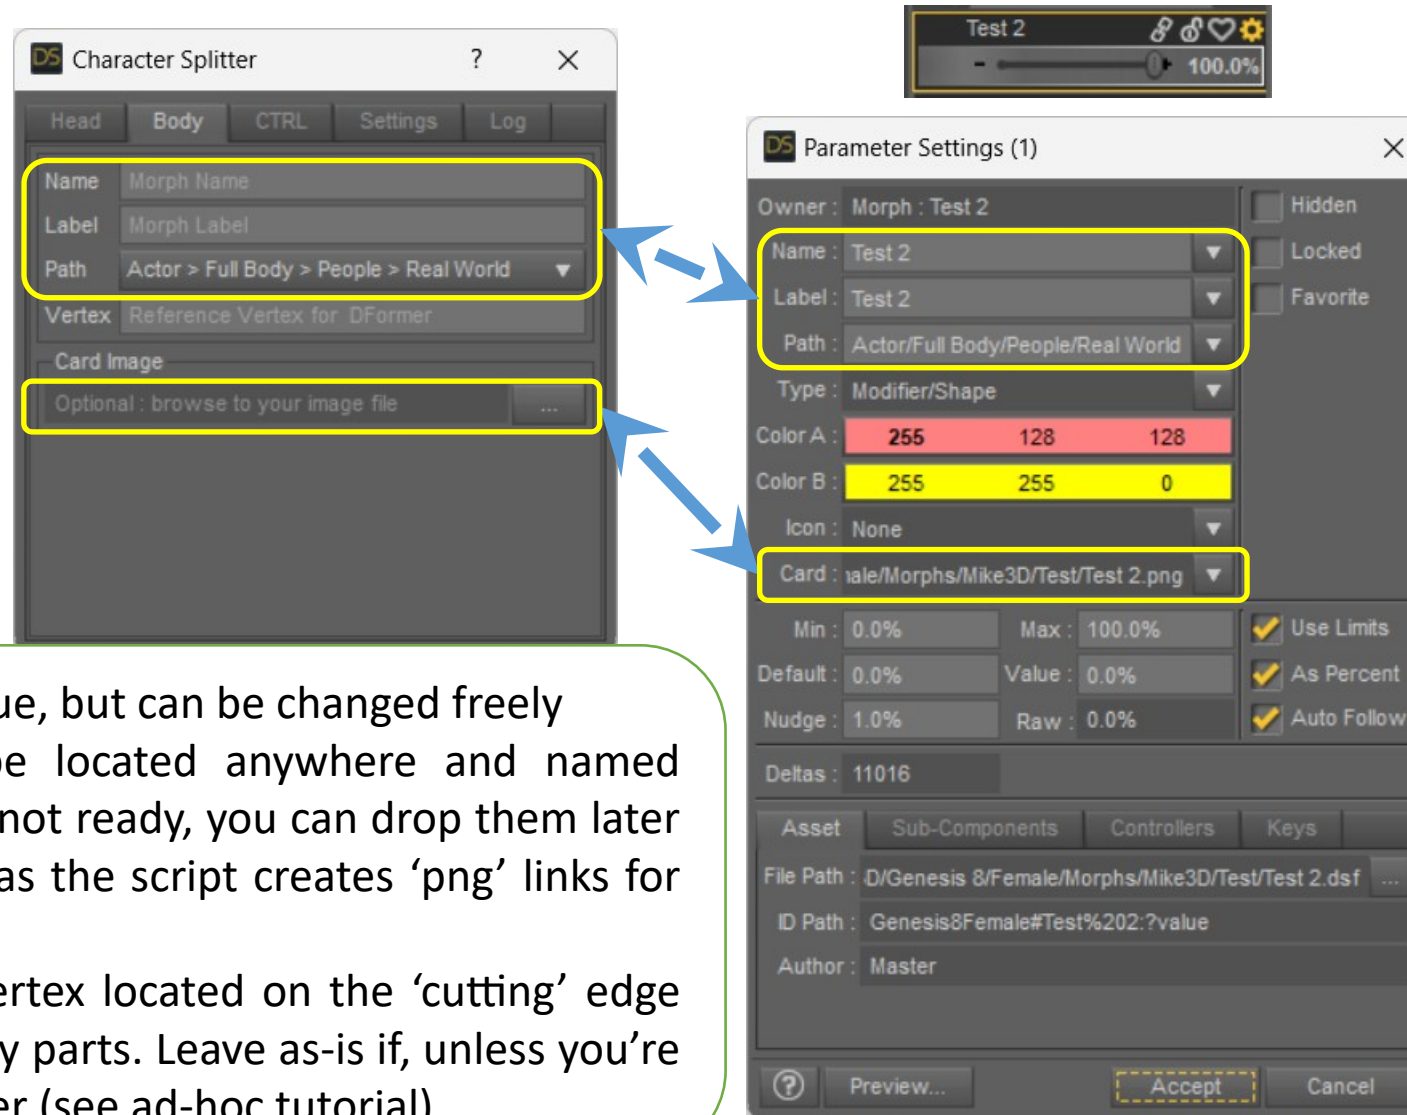 Test 2
100.0%
DS Character Splitter ? ×
Head Body CTRL Settings Log
Name Morph Name
Label Morph Label
Path Actor > Full Body > People > Real World
Vertex Reference Vertex for DFormer
Card Image
Optional : browse to your image file ...
DS Parameter Settings (1) ×
Owner : Morph : Test 2
Name : Test 2
Label : Test 2
Path : Actor/Full Body/People/Real World
Type : Modifier/Shape
Color A : 255 128 128
Color B : 255 255 0
Icon : None
Card : nale/Morphs/Mike3D/Test/Test 2.png
Hidden
Locked
Favorite
Min : 0.0% Max : 100.0% Use Limits
Default : 0.0% Value : 0.0% As Percent
Nudge : 1.0% Raw : 0.0% Auto Follow
Deltas : 11016
Asset Sub-Components Controllers Keys
File Path : D/Genesis 8/Female/Morphs/Mike3D/Test/Test 2.dsf ...
ID Path : Genesis8Female#Test%202:?value
Author : Master
? Preview... Accept Cancel
ue, but can be changed freely
be located anywhere and named
not ready, you can drop them later
as the script creates ‘png’ links for
ertex located on the ‘cutting’ edge
y parts. Leave as-is if, unless you’re
er (see ad-hoc tutorial)